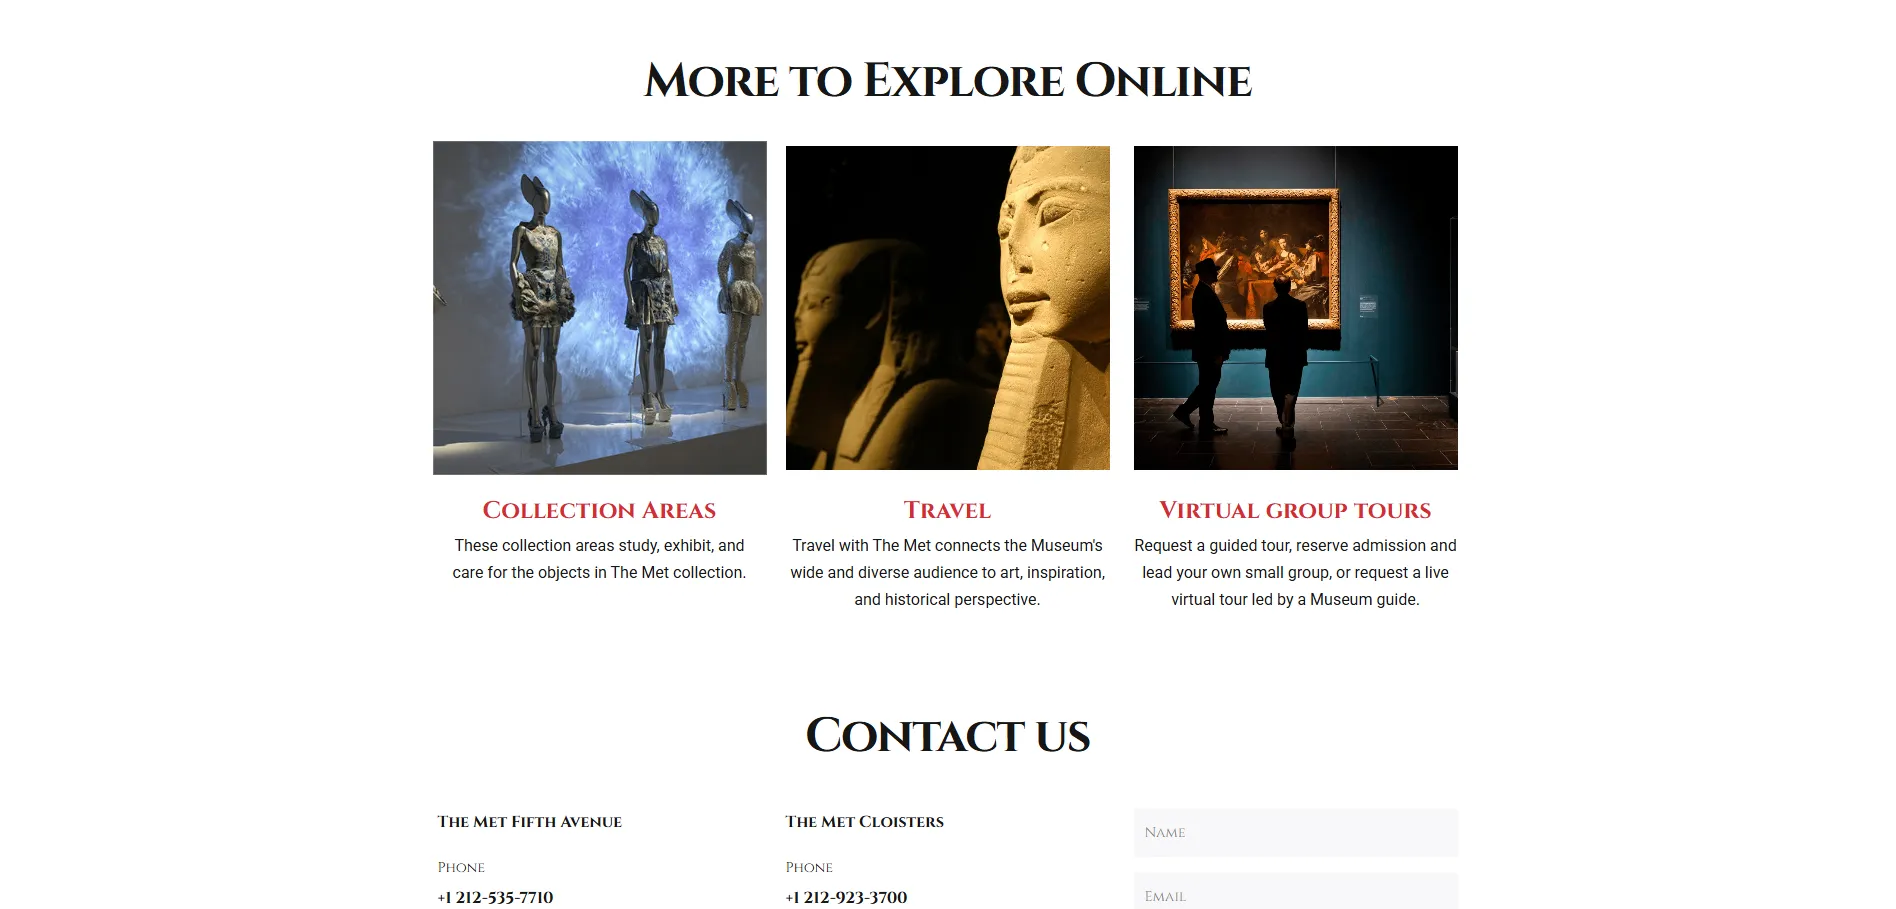 More to Explore Online
Collection Areas
These collection areas study, exhibit, and
care for the objects in The Met collection.
Travel
Travel with The Met connects the Museum's
wide and diverse audience to art, inspiration,
and historical perspective.
Virtual group tours
Request a guided tour, reserve admission and
lead your own small group, or request a live
virtual tour led by a Museum guide.
Contact us
The Met Fifth Avenue
Phone
+1 212-535-7710
The Met Cloisters
Phone
+1 212-923-3700
Name
Email